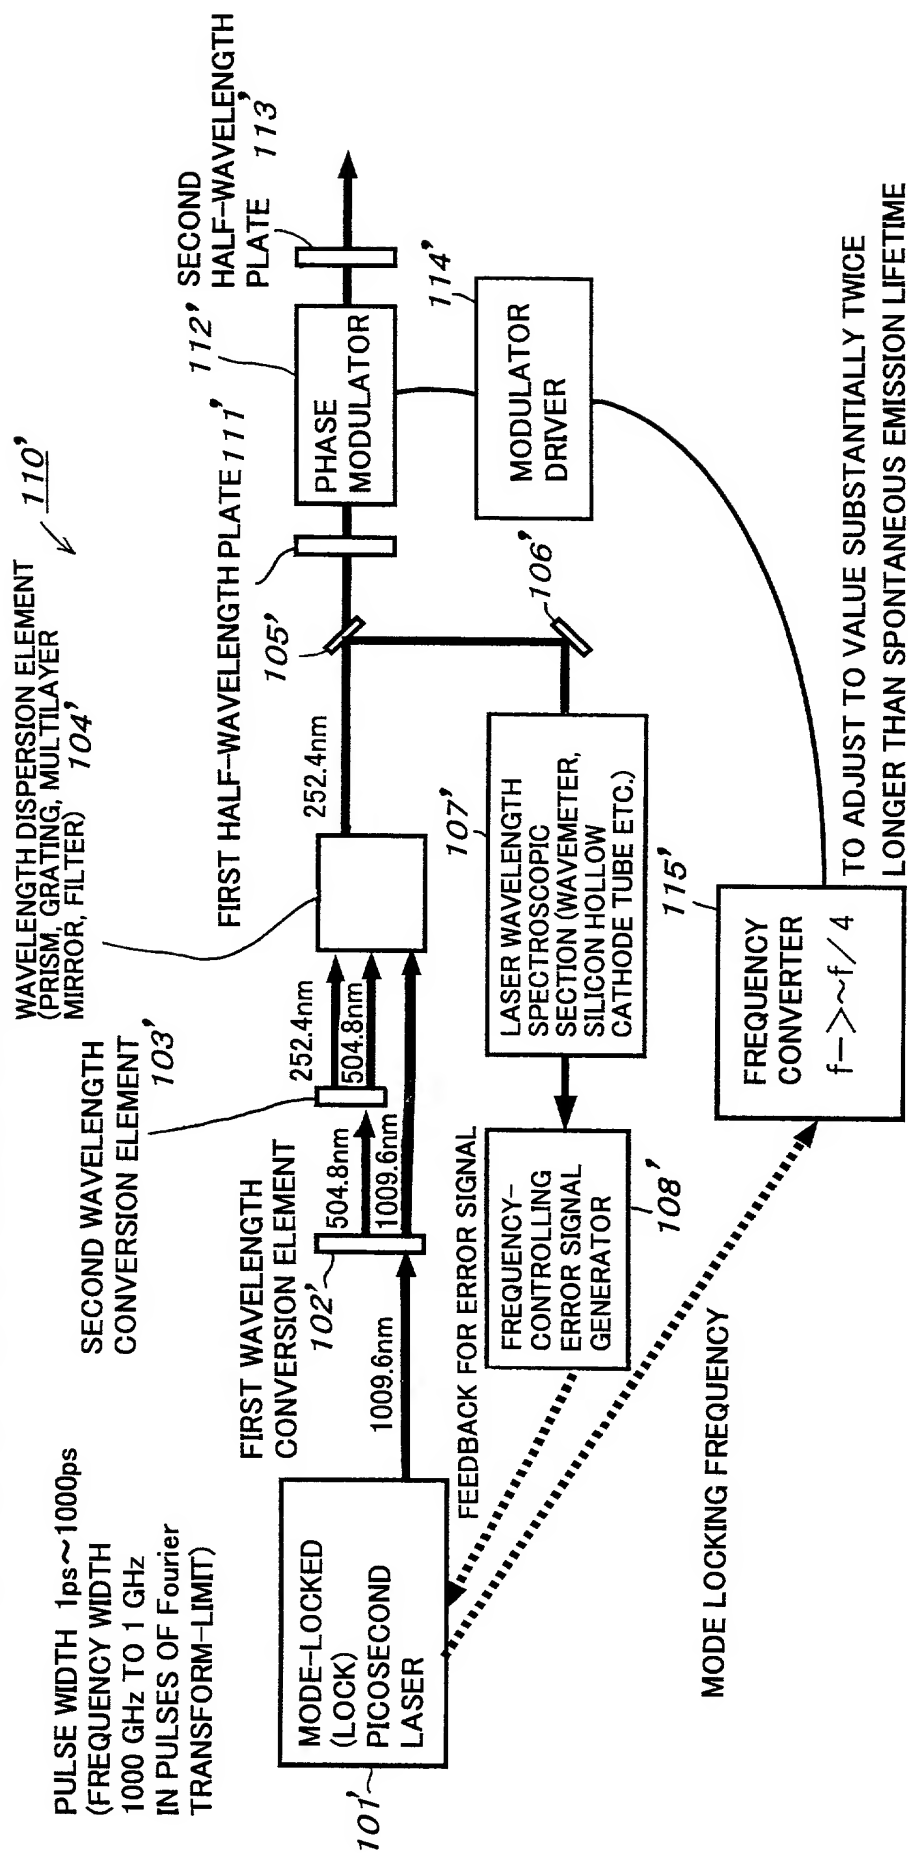 PULSE WIDTH 1ps~1000ps
(FREQUENCY WIDTH
1000 GHz TO 1 GHz
IN PULSES OF Fourier
TRANSFORM-LIMIT)
MODE-LOCKED
(LOCK)
PICOSECOND
LASER
101'
1009.6nm
FIRST WAVELENGTH
CONVERSION ELEMENT
102'
504.8nm
1009.6nm
SECOND WAVELENGTH
CONVERSION ELEMENT
103'
252.4nm
504.8nm
WAVELENGTH DISPERSION ELEMENT
(PRISM, GRATING, MULTILAYER
MIRROR, FILTER)
104'
110'
252.4nm
105'
106'
FIRST HALF-WAVELENGTH PLATE 111'
PHASE
MODULATOR
112'
SECOND
HALF-WAVELENGTH
PLATE
113'
MODULATOR
DRIVER
114'
LASER WAVELENGTH
SPECTROSCOPIC
SECTION (WAVEMETER,
SILICON HOLLOW
CATHODE TUBE ETC.)
107'
FREQUENCY-
CONTROLLING
ERROR SIGNAL
GENERATOR
108'
FEEDBACK FOR ERROR SIGNAL
MODE LOCKING FREQUENCY
FREQUENCY
CONVERTER
f->~f/4
115'
TO ADJUST TO VALUE SUBSTANTIALLY TWICE
LONGER THAN SPONTANEOUS EMISSION LIFETIME